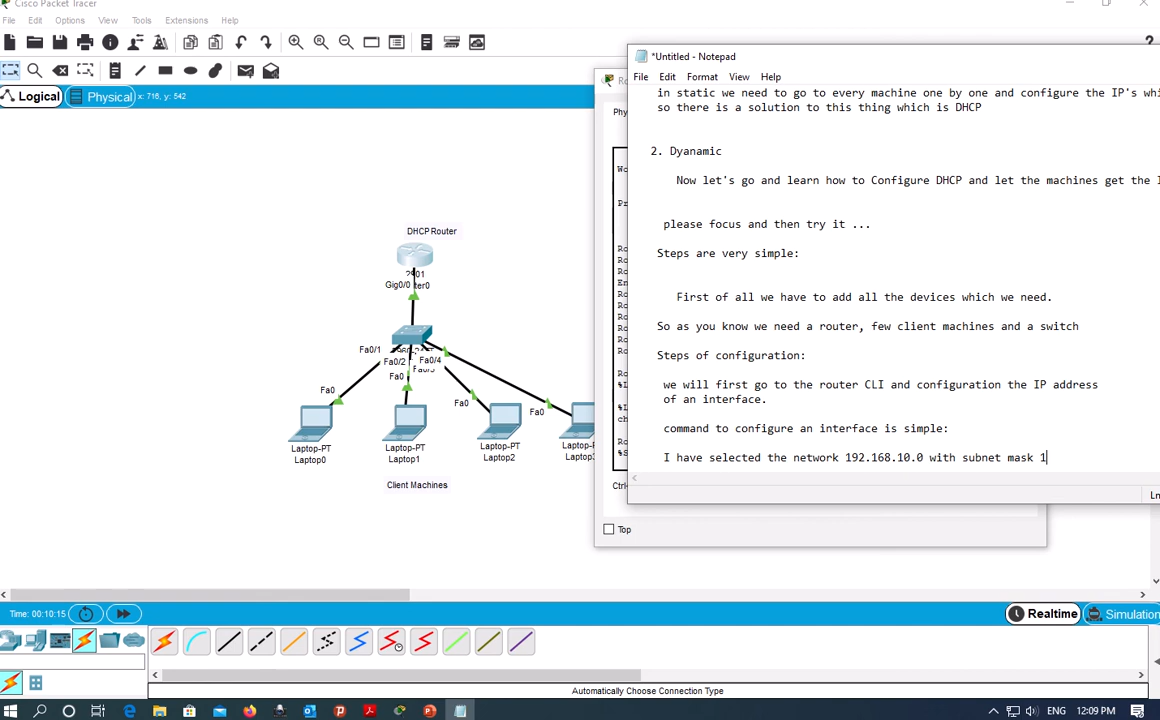 Cisco Packet Tracer
File Edit Options View Tools Extensions Help
Logical Physical x: 716, y: 542
DHCP Router
2901
Gig0/0
Fa0/1
Fa0/2
Fa0/4
Fa0
Fa0
Fa0
Fa0
Laptop-PT
Laptop0
Laptop-PT
Laptop1
Laptop-PT
Laptop2
Client Machines
Top
*Untitled - Notepad
File Edit Format View Help
in static we need to go to every machine one by one and configure the IP's
so there is a solution to this thing which is DHCP
2. Dyanamic
Now let's go and learn how to Configure DHCP and let the machines get the
please focus and then try it ...
Steps are very simple:
First of all we have to add all the devices which we need.
So as you know we need a router, few client machines and a switch
Steps of configuration:
we will first go to the router CLI and configuration the IP address
of an interface.
command to configure an interface is simple:
I have selected the network 192.168.10.0 with subnet mask 1
Time: 00:10:15
Realtime
Simulation
Automatically Choose Connection Type
ENG 12:09 PM